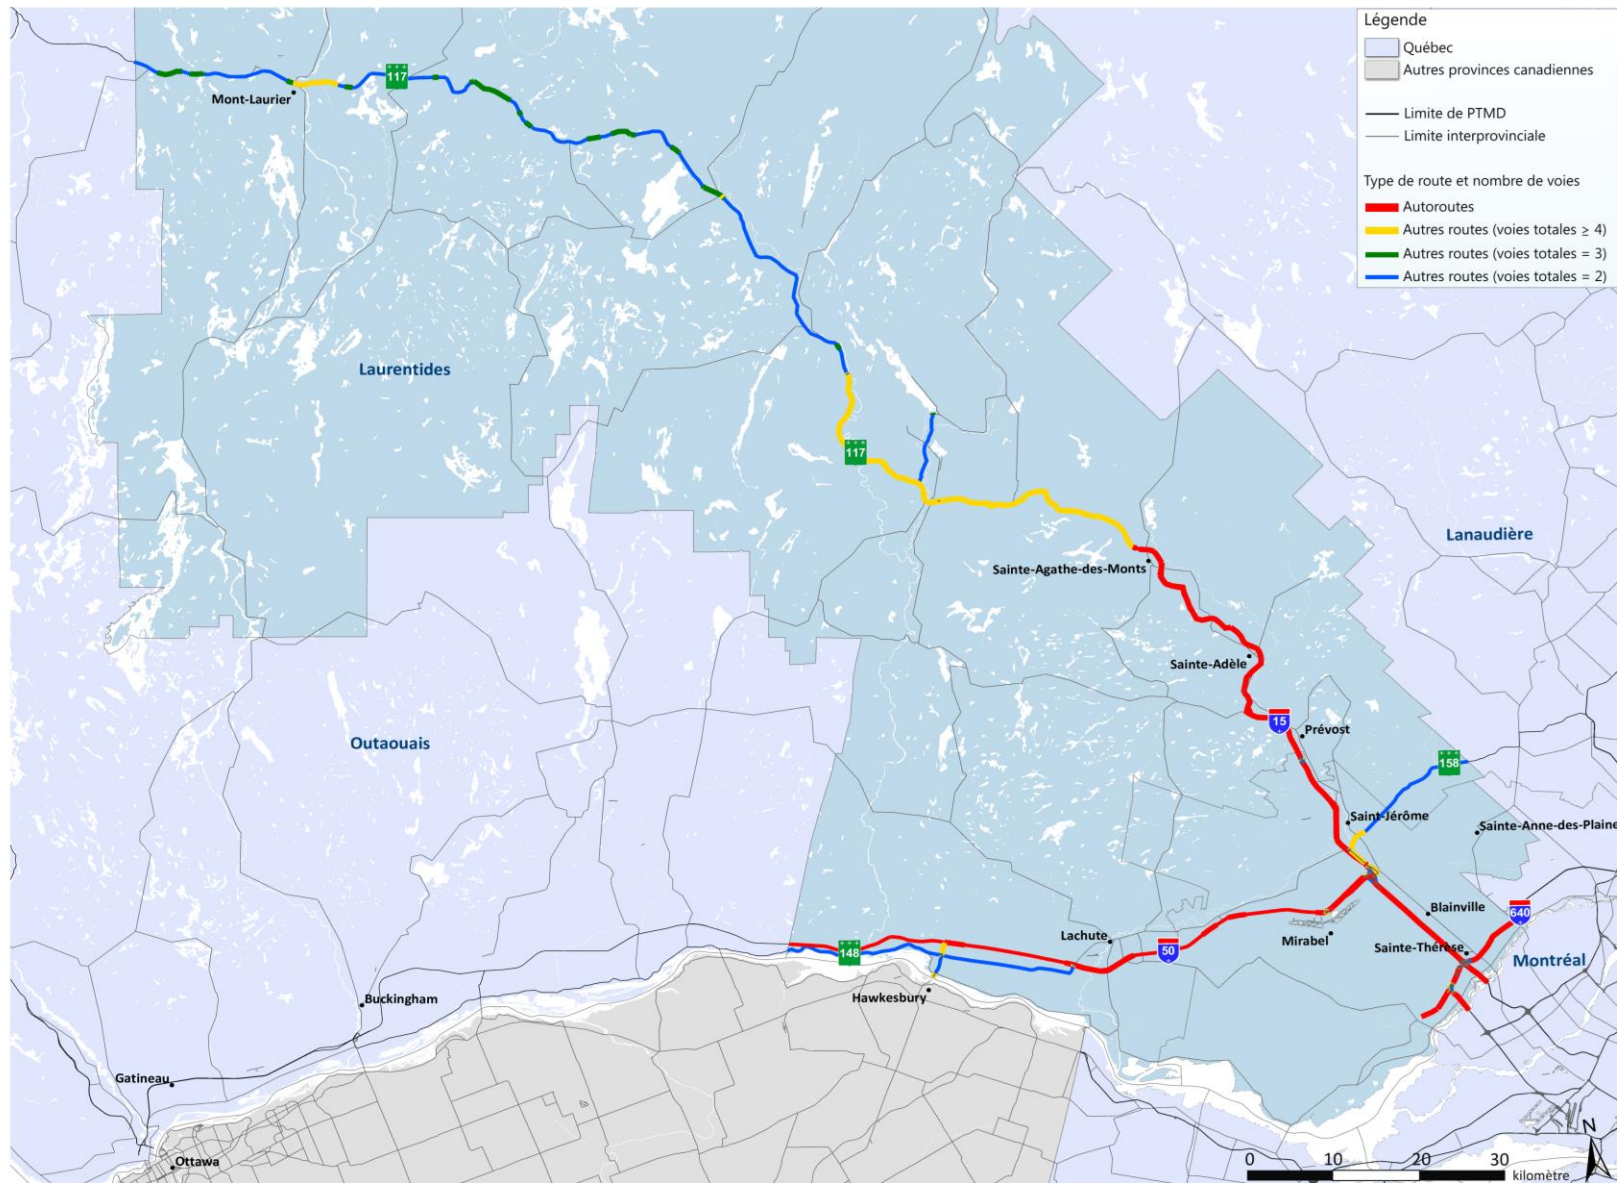 Légende
Québec
Autres provinces canadiennes
Limite de PTMD
Limite interprovinciale
Type de route et nombre de voies
Autoroutes
Autres routes (voies totales ≥ 4)
Autres routes (voies totales = 3)
Autres routes (voies totales = 2)
117
Mont-Laurier
Laurentides
117
Lanaudière
Sainte-Agathe-des-Monts
Sainte-Adèle
15
Prévost
Outaouais
158
Saint-Jérôme
Sainte-Anne-des-Plaine
Blainville
640
Lachute
Mirabel
Sainte-Thérèse
148
50
Montréal
Hawkesbury
Buckingham
Gatineau
Ottawa
N
0 10 20 30
kilomètre